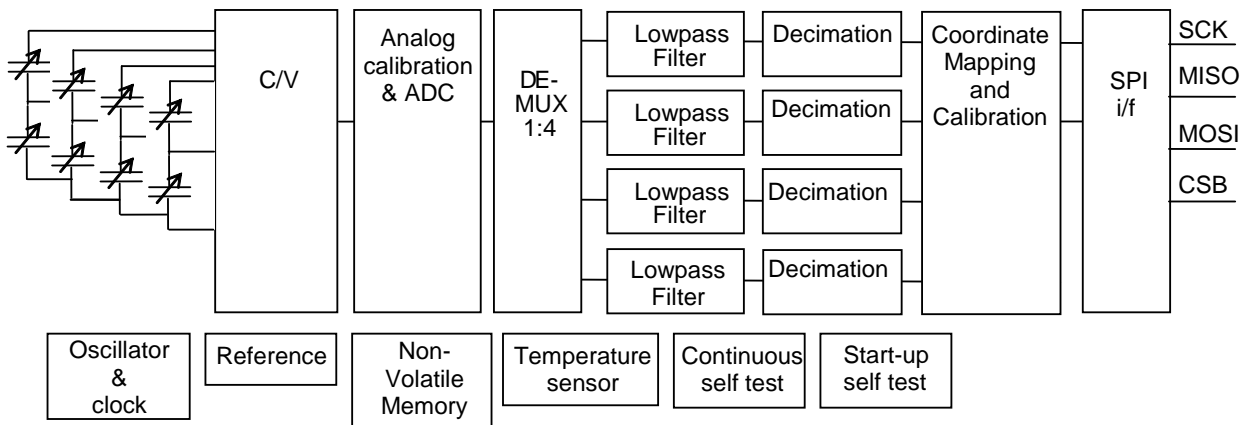 C/V
Analog
calibration
& ADC
DE-
MUX
1:4
Lowpass
Filter
Decimation
Lowpass
Filter
Decimation
Lowpass
Filter
Decimation
Lowpass
Filter
Decimation
Coordinate
Mapping
and
Calibration
SPI
i/f
SCK
MISO
MOSI
CSB
Oscillator
&
clock
Reference
Non-
Volatile
Memory
Temperature
sensor
Continuous
self test
Start-up
self test